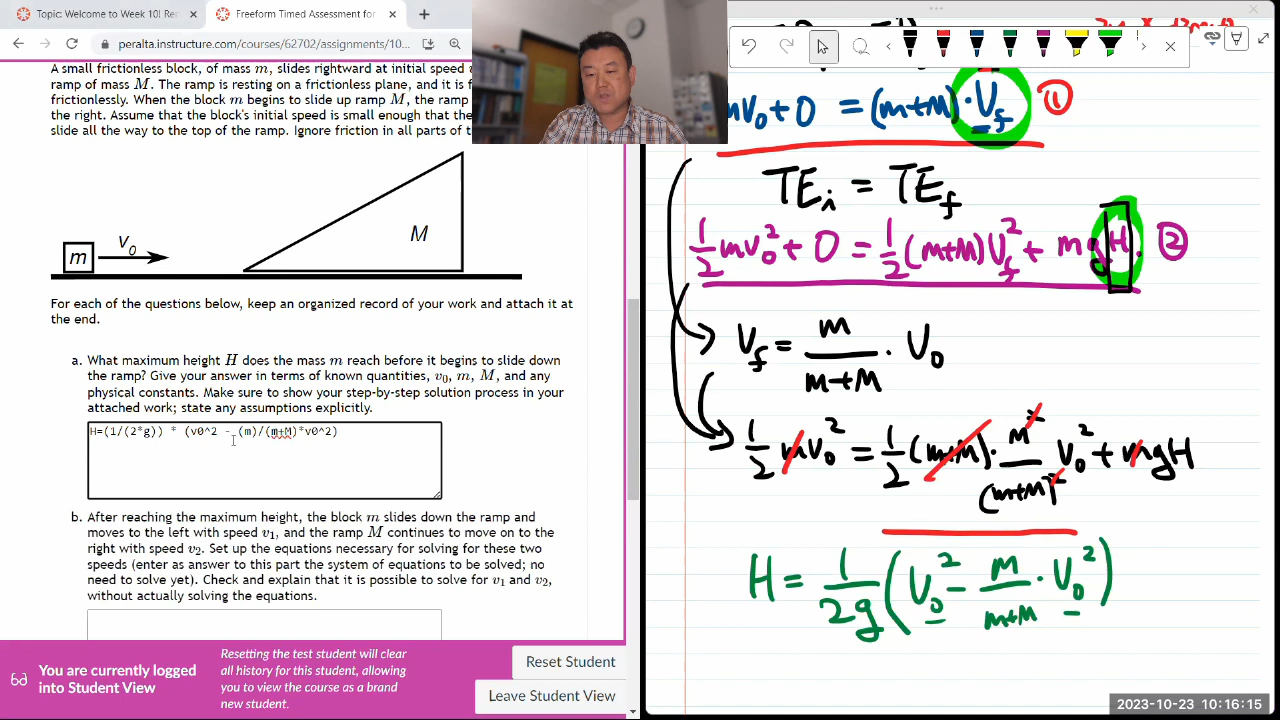 Topic: Welcome to Week 10! Re
Freeform Timed Assessment for
peralta.instructure.com/courses/62702/assignment_10...
A small frictionless block, of mass m, slides rightward at initial speed
ramp of mass M. The ramp is resting on a frictionless plane, and it is f
frictionlessly. When the block m begins to slide up ramp M, the ramp
the right. Assume that the block's initial speed is small enough that the
slide all the way to the top of the ramp. Ignore friction in all parts of t
m
V₀
M
For each of the questions below, keep an organized record of your work and attach it at
the end.
a. What maximum height H does the mass m reach before it begins to slide down
the ramp? Give your answer in terms of known quantities, v₀, m, M, and any
physical constants. Make sure to show your step-by-step solution process in your
attached work; state any assumptions explicitly.
H=(1/(2*g)) * (v0^2 - (m)/(m+M)*v0^2)
b. After reaching the maximum height, the block m slides down the ramp and
moves to the left with speed v₁, and the ramp M continues to move on to the
right with speed v₂. Set up the equations necessary for solving for these two
speeds (enter as answer to this part the system of equations to be solved; no
need to solve yet). Check and explain that it is possible to solve for v₁ and v₂,
without actually solving the equations.
You are currently logged
into Student View
Resetting the test student will clear
all history for this student, allowing
you to view the course as a brand
new student.
Reset Student
Leave Student View
mv₀+0 = (m+M)·V_f ①
TE_i = TE_f
1/2 mv₀² + 0 = 1/2 (m+M)V_f² + mgH. ②
V_f = m/(m+M) · V₀
1/2 mv₀² = 1/2 (m+M) · m²/(m+M)² V₀² + mgH
H = 1/2g (V₀² - m/(m+M) · V₀²)
2023-10-23 10:16:15